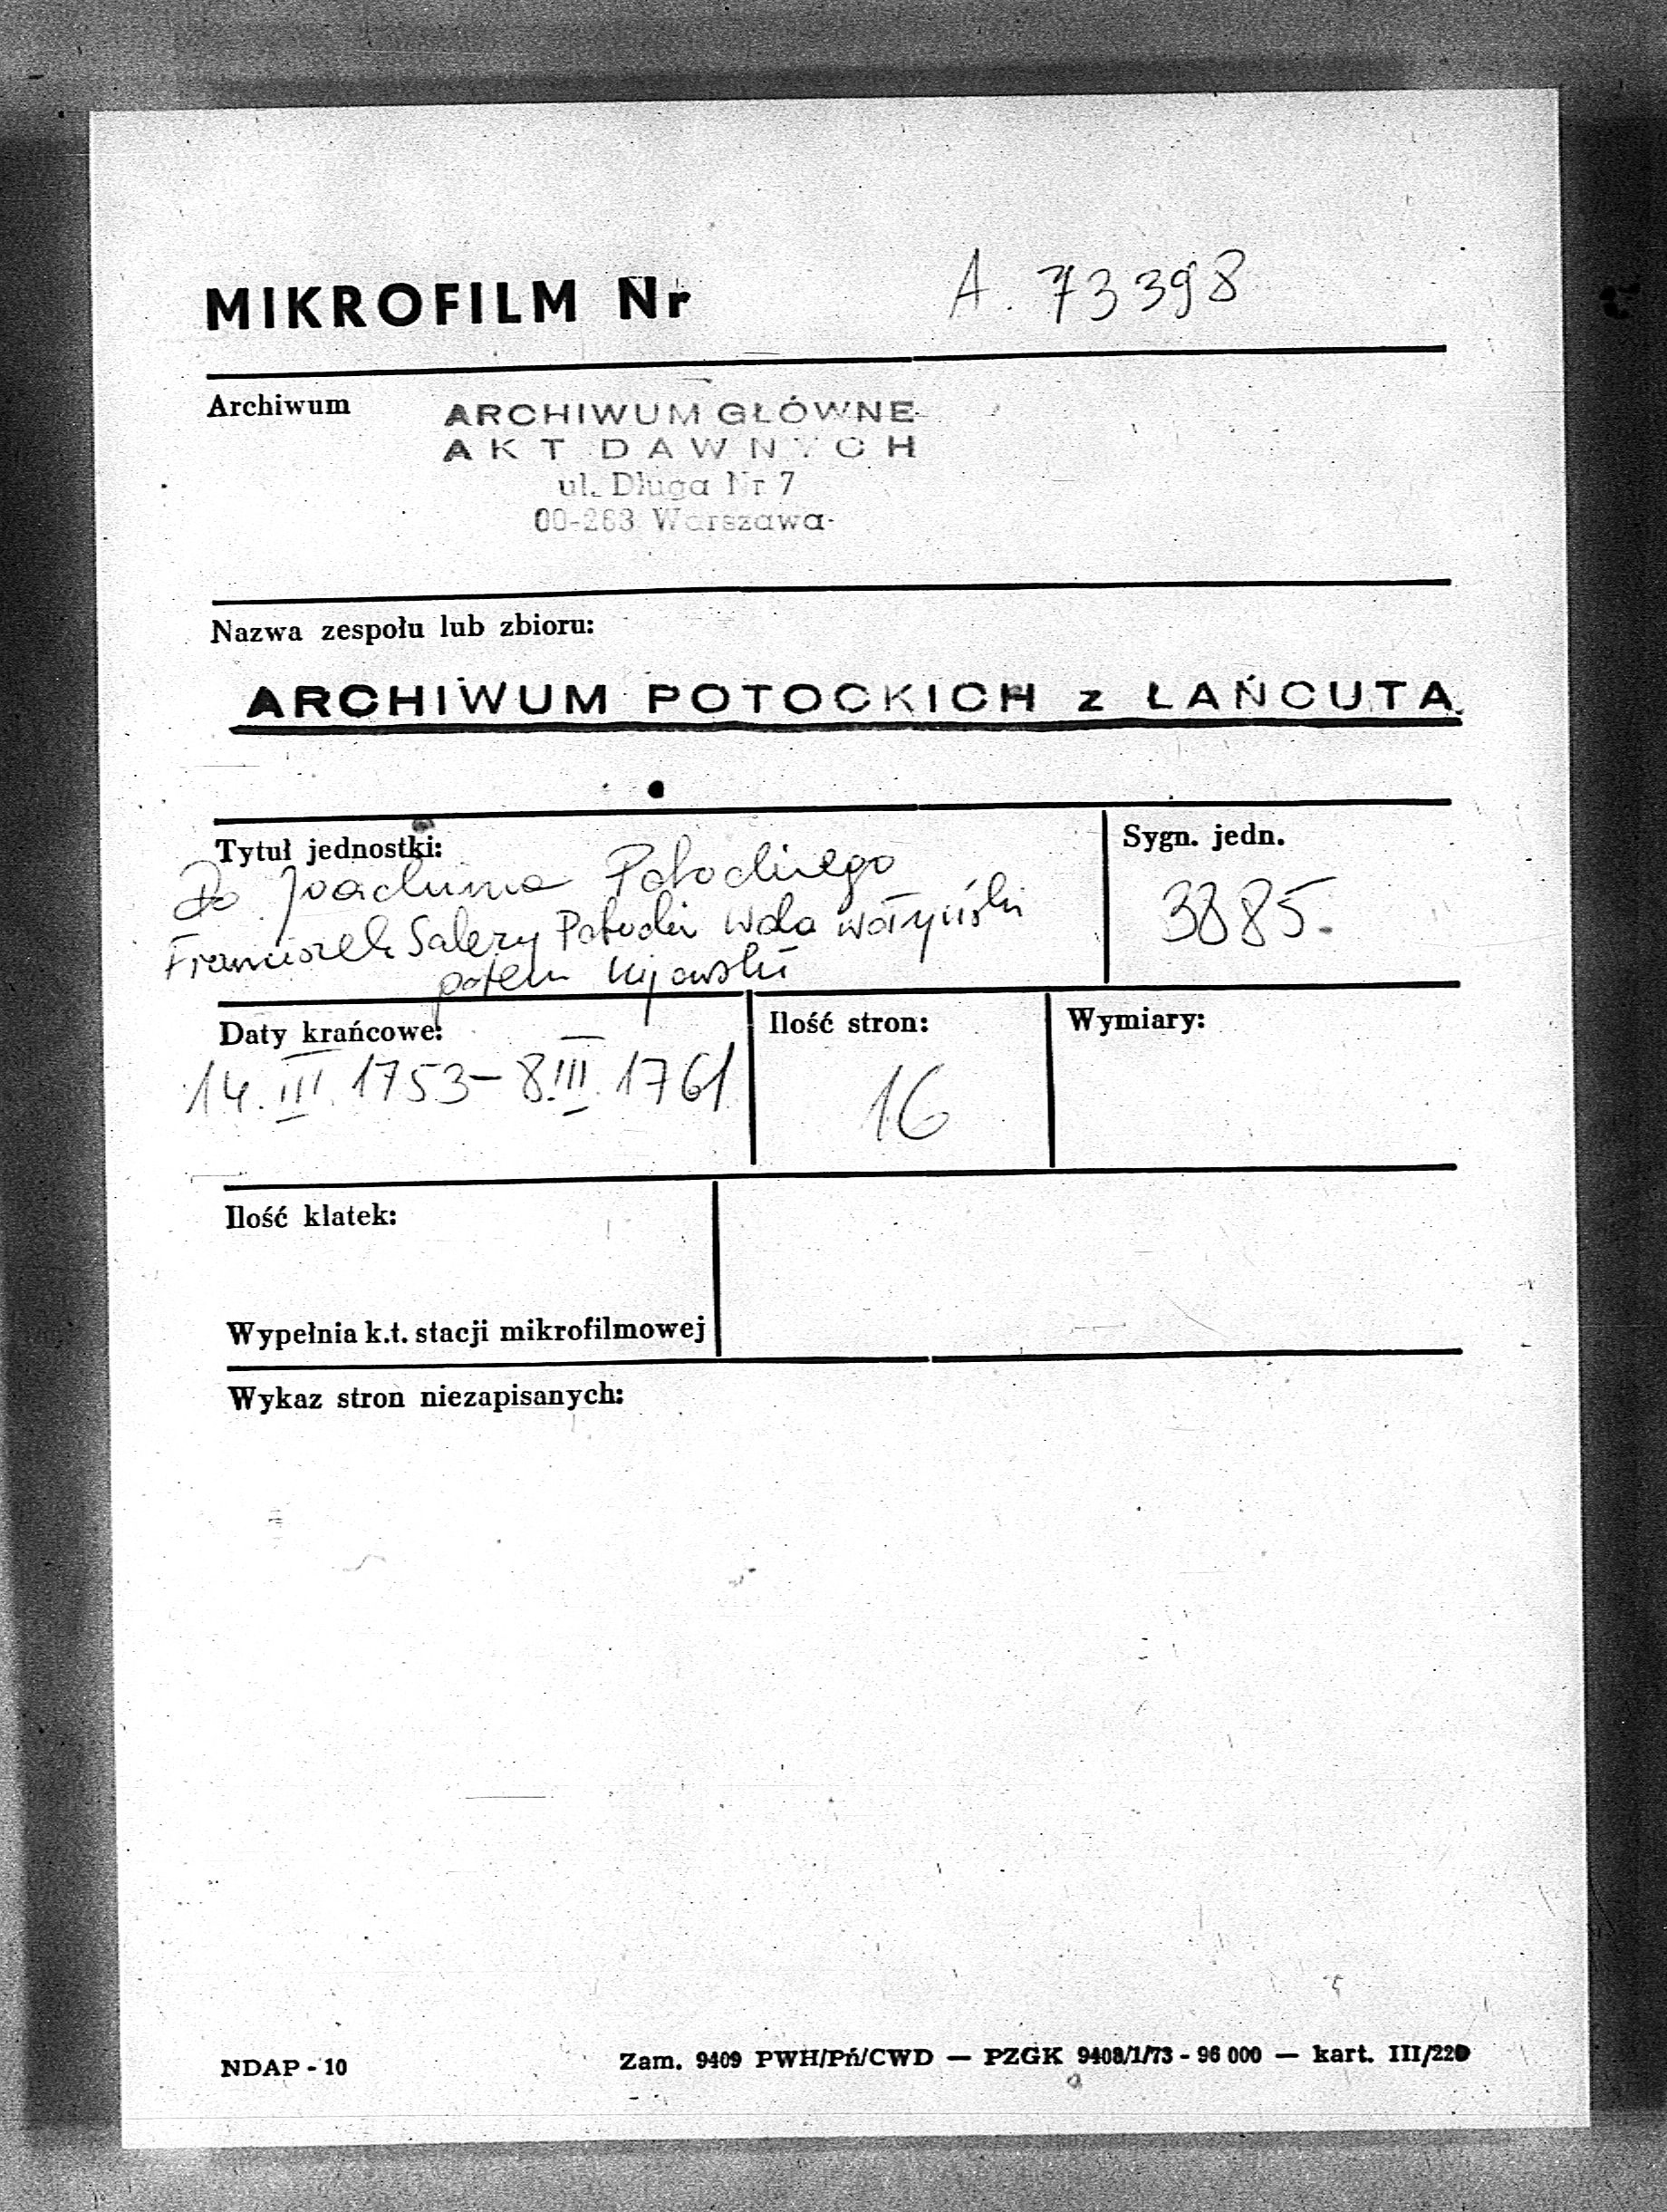 MIKROFILM Nr A. 73398
Archiwum
ARCHIWUM GŁÓWNE
AKT DAWNYCH
ul. Długa Nr 7
00-263 Warszawa
Nazwa zespołu lub zbioru:
ARCHIWUM POTOCKICH z ŁAŃCUTA
Tytuł jednostki:
Do Joachima Potockiego
Franciszek Salezy Potocki wda wołyński
potem kijowski
Sygn. jedn.
3885.
Daty krańcowe:
14. III. 1753 – 8. III. 1761
Ilość stron:
16
Wymiary:
Ilość klatek:
Wypełnia k.t. stacji mikrofilmowej
Wykaz stron niezapisanych:
NDAP - 10
Zam. 9409 PWH/Pń/CWD — PZGK 9408/1/73 - 96 000 — kart. III/220